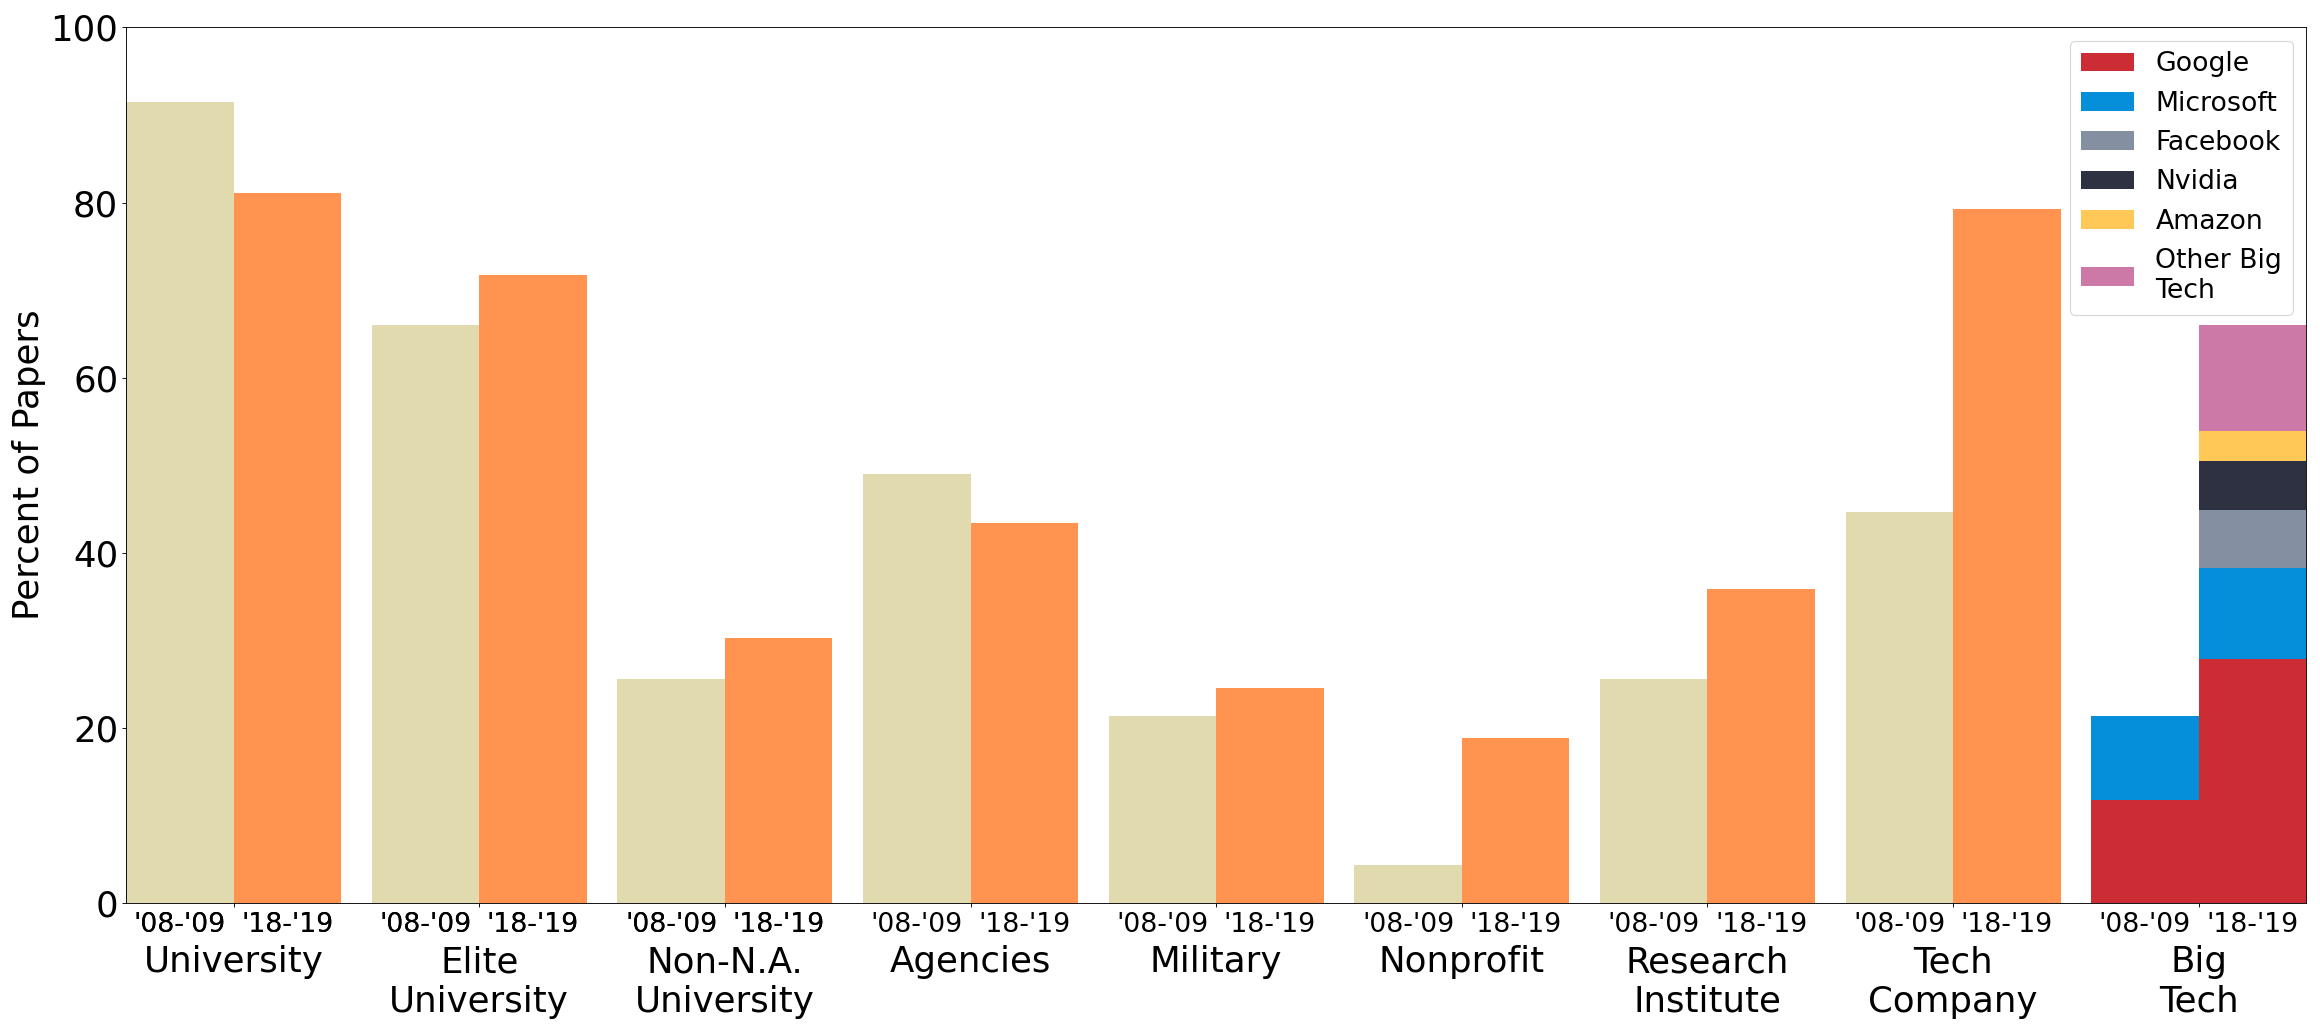 Percent of Papers
100
80
60
40
20
0
Google
Microsoft
Facebook
Nvidia
Amazon
Other Big
Tech
'08-'09 '18-'19 '08-'09 '18-'19 '08-'09 '18-'19 '08-'09 '18-'19 '08-'09 '18-'19 '08-'09 '18-'19 '08-'09 '18-'19 '08-'09 '18-'19 '08-'09 '18-'19
University
Elite
University
Non-N.A.
University
Agencies
Military
Nonprofit
Research
Institute
Tech
Company
Big
Tech